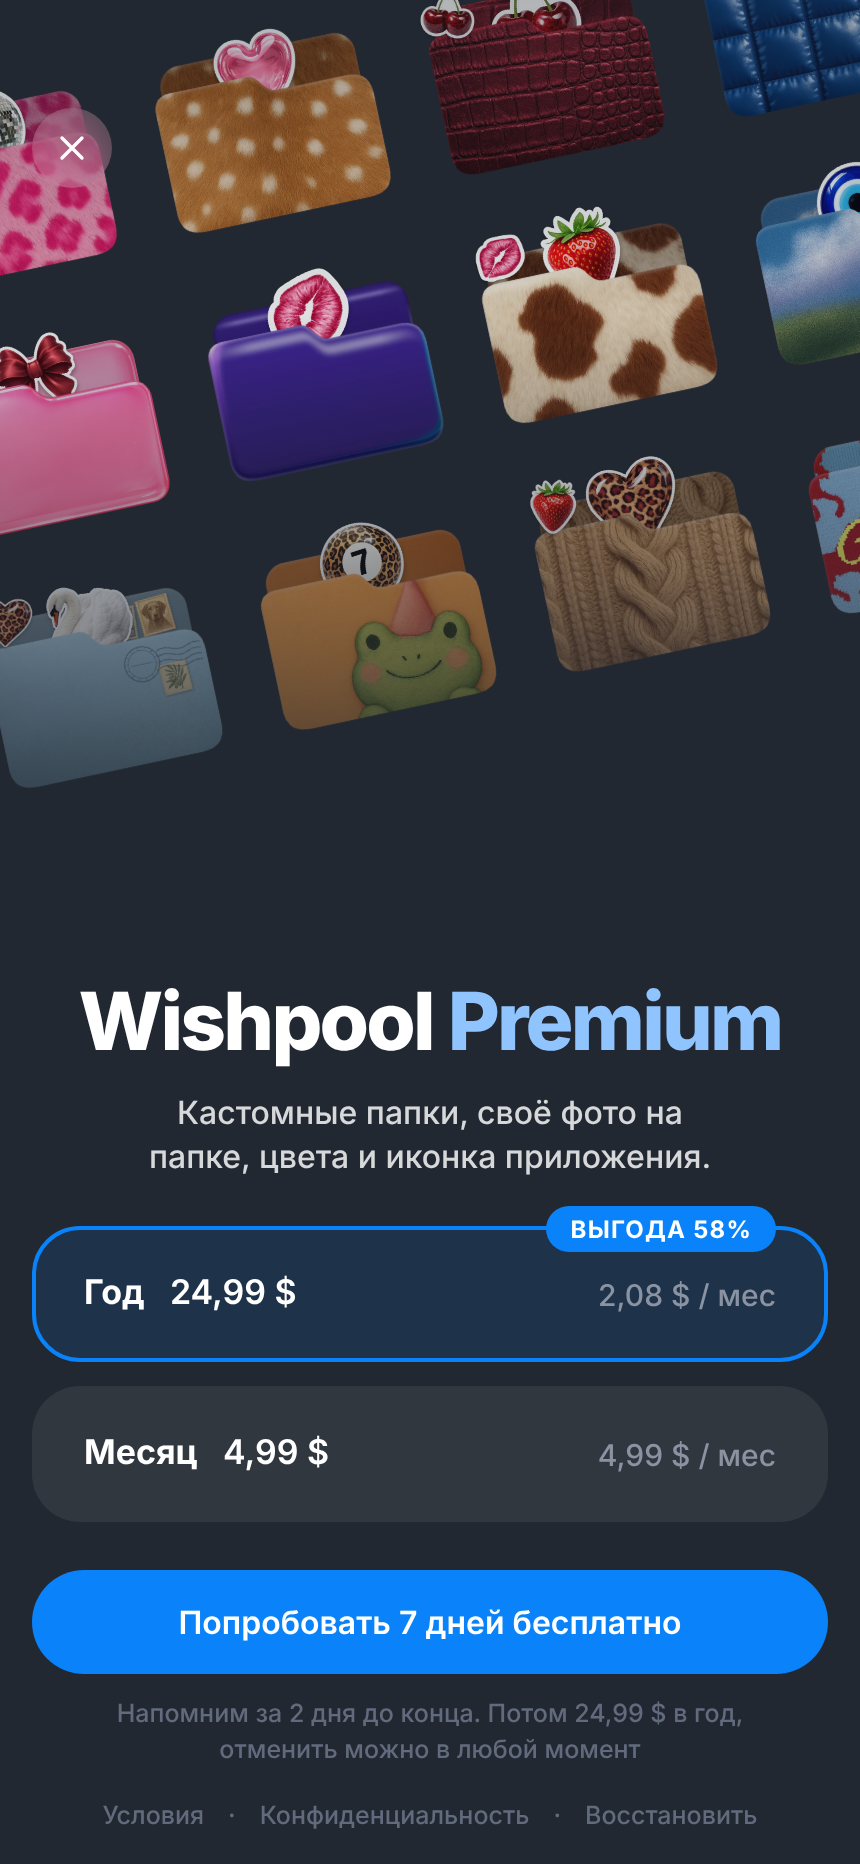 7
Wishpool Premium
Кастомные папки, своё фото на
папке, цвета и иконка приложения.
ВЫГОДА 58%
Год 24,99 $
2,08 $ / мес
Месяц 4,99 $
4,99 $ / мес
Попробовать 7 дней бесплатно
Напомним за 2 дня до конца. Потом 24,99 $ в год,
отменить можно в любой момент
Условия · Конфиденциальность · Восстановить